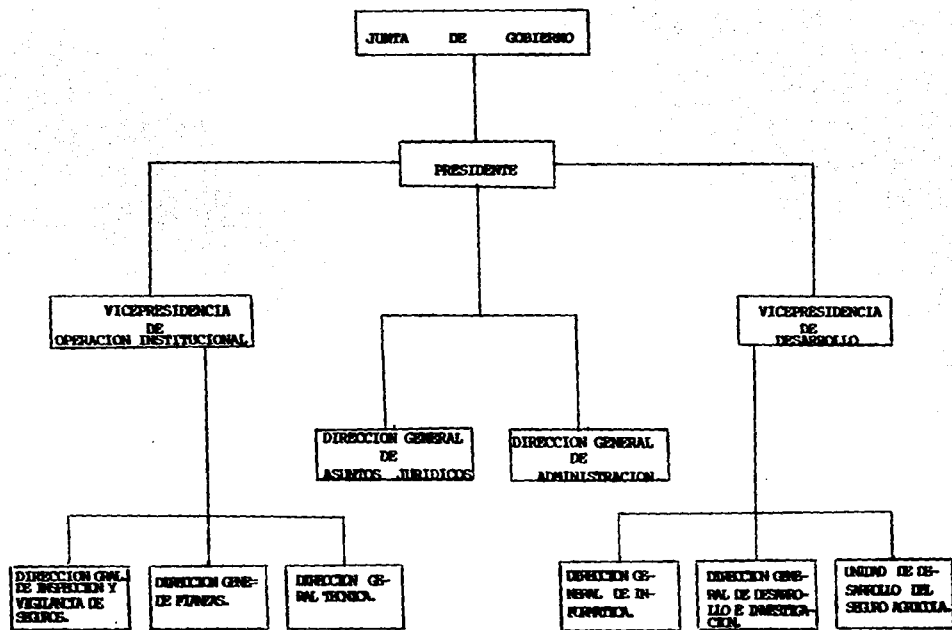 JUNTA DE GOBIERNO
PRESIDENTE
VICEPRESIDENCIA
DE
OPERACION INSTITUCIONAL
VICEPRESIDENCIA
DE
DESARROLLO
DIRECCION GENERAL
DE
ASUNTOS JURIDICOS
DIRECCION GENERAL
DE
ADMINISTRACION
DIRECCION GRAL.
DE INSPECCION Y
VIGILANCIA DE
SEGUROS.
DIRECCION GENE-
DE FIANZAS.
DIRECCION GE-
RAL TECNICA.
DIRECCION GE-
NERAL DE IN-
FORMATICA.
DIRECCION GENE-
RAL DE DESARRO-
LLO E INVESTIGA-
CION.
UNIDAD DE DE-
SARROLLO DEL
SEGURO AGRICOLA.